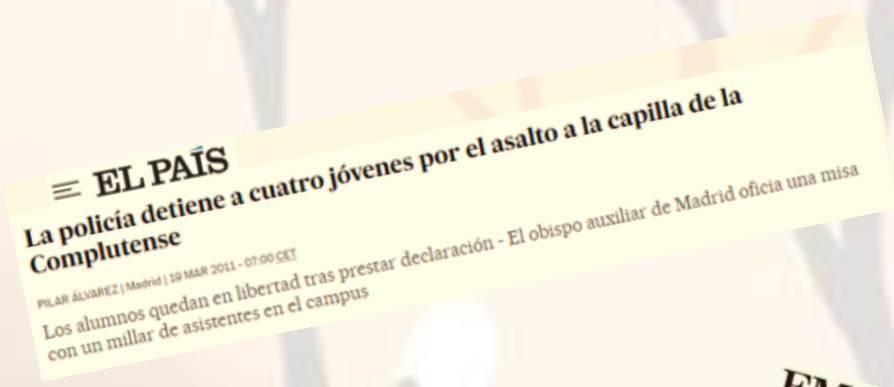 EL PAÍS
La policía detiene a cuatro jóvenes por el asalto a la capilla de la
Complutense
PILAR ÁLVAREZ | Madrid | 19 MAR 2011 - 07:00 CET
Los alumnos quedan en libertad tras prestar declaración - El obispo auxiliar de Madrid oficia una misa
con un millar de asistentes en el campus